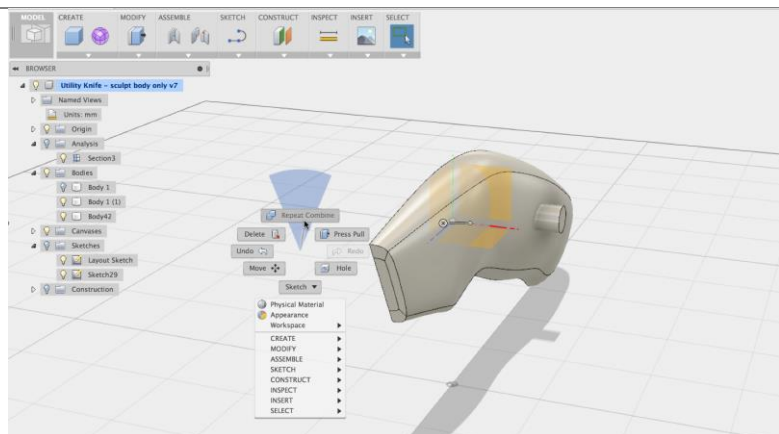 MODEL CREATE MODIFY ASSEMBLE SKETCH CONSTRUCT INSPECT INSERT SELECT
BROWSER
Utility Knife - sculpt body only v7
Named Views
Units: mm
Origin
Analysis
Section3
Bodies
Body 1
Body 1 (1)
Body42
Canvases
Sketches
Layout Sketch
Sketch29
Construction
Repeat Combine
Delete Press Pull
Undo Redo
Move Hole
Sketch
Physical Material
Appearance
Workspace
CREATE
MODIFY
ASSEMBLE
SKETCH
CONSTRUCT
INSPECT
INSERT
SELECT